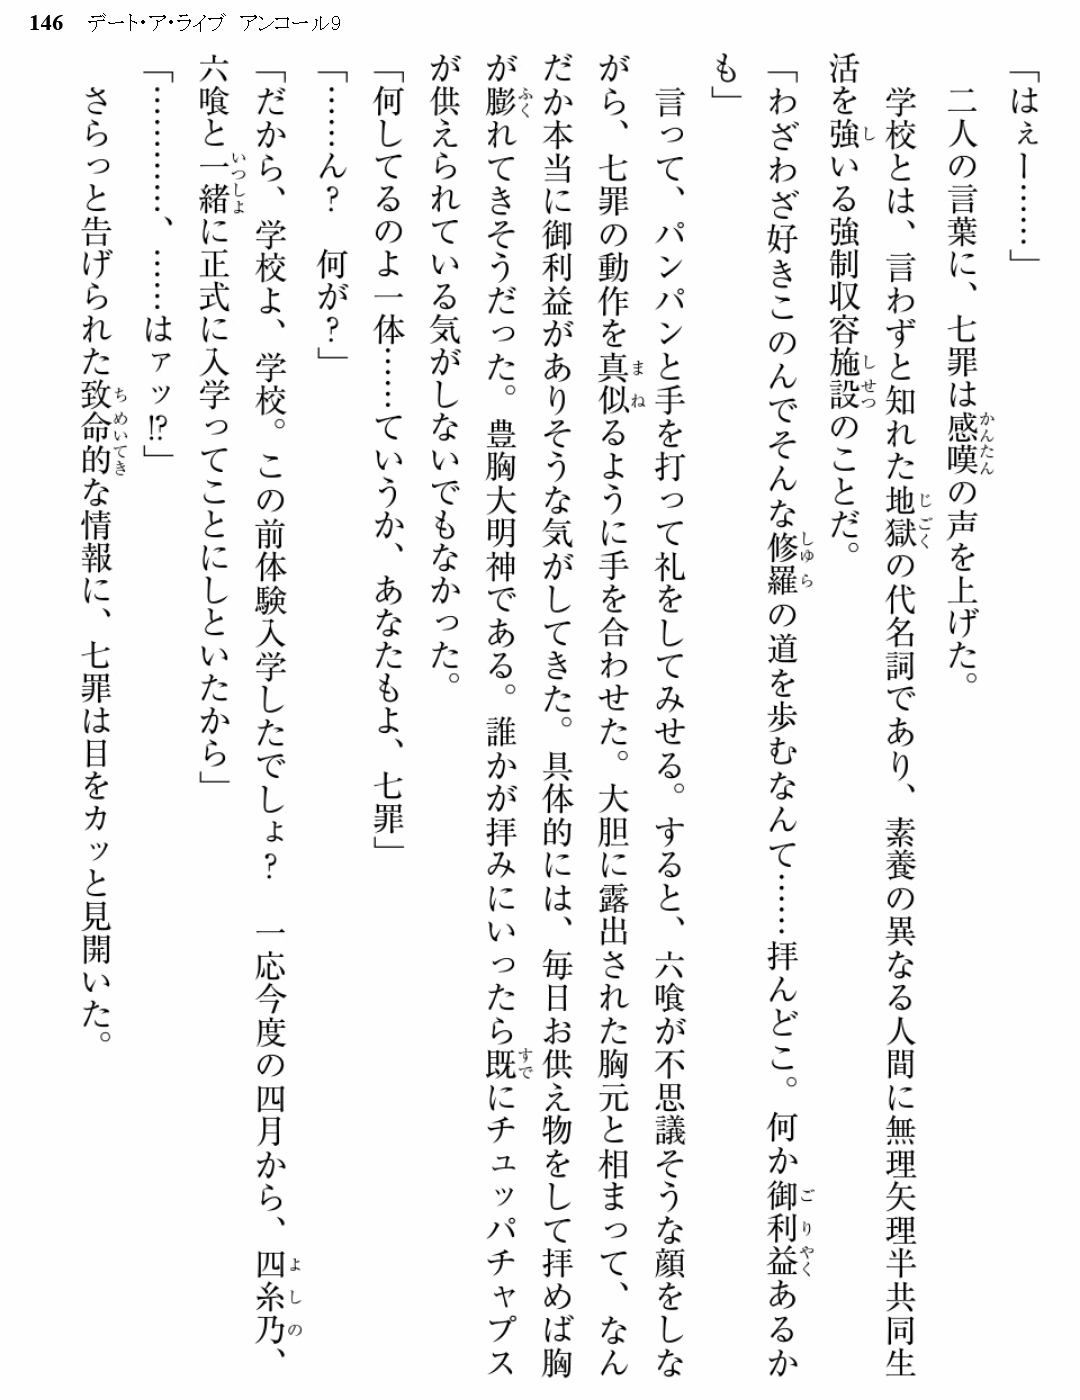 146 デート・ア・ライブ アンコール9
「はぇー……」
二人の言葉に、七罪は感嘆の声を上げた。
学校とは、言わずと知れた地獄の代名詞であり、素養の異なる人間に無理矢理半共同生
活を強いる強制収容施設のことだ。
「わざわざ好きこのんでそんな修羅の道を歩むなんて……拝んどこ。何か御利益あるか
も」
言って、パンパンと手を打って礼をしてみせる。すると、六喰が不思議そうな顔をしな
がら、七罪の動作を真似るように手を合わせた。大胆に露出された胸元と相まって、なん
だか本当に御利益がありそうな気がしてきた。具体的には、毎日お供え物をして拝めば胸
が膨れてきそうだった。豊胸大明神である。誰かが拝みにいったら既にチュッパチャプス
が供えられている気がしないでもなかった。
「何してるのよ一体……ていうか、あなたもよ、七罪」
「……ん？　何が？」
「だから、学校よ、学校。この前体験入学したでしょ？　一応今度の四月から、四糸乃、
六喰と一緒に正式に入学ってことにしといたから」
「…………、……はァッ!?」
さらっと告げられた致命的な情報に、七罪は目をカッと見開いた。